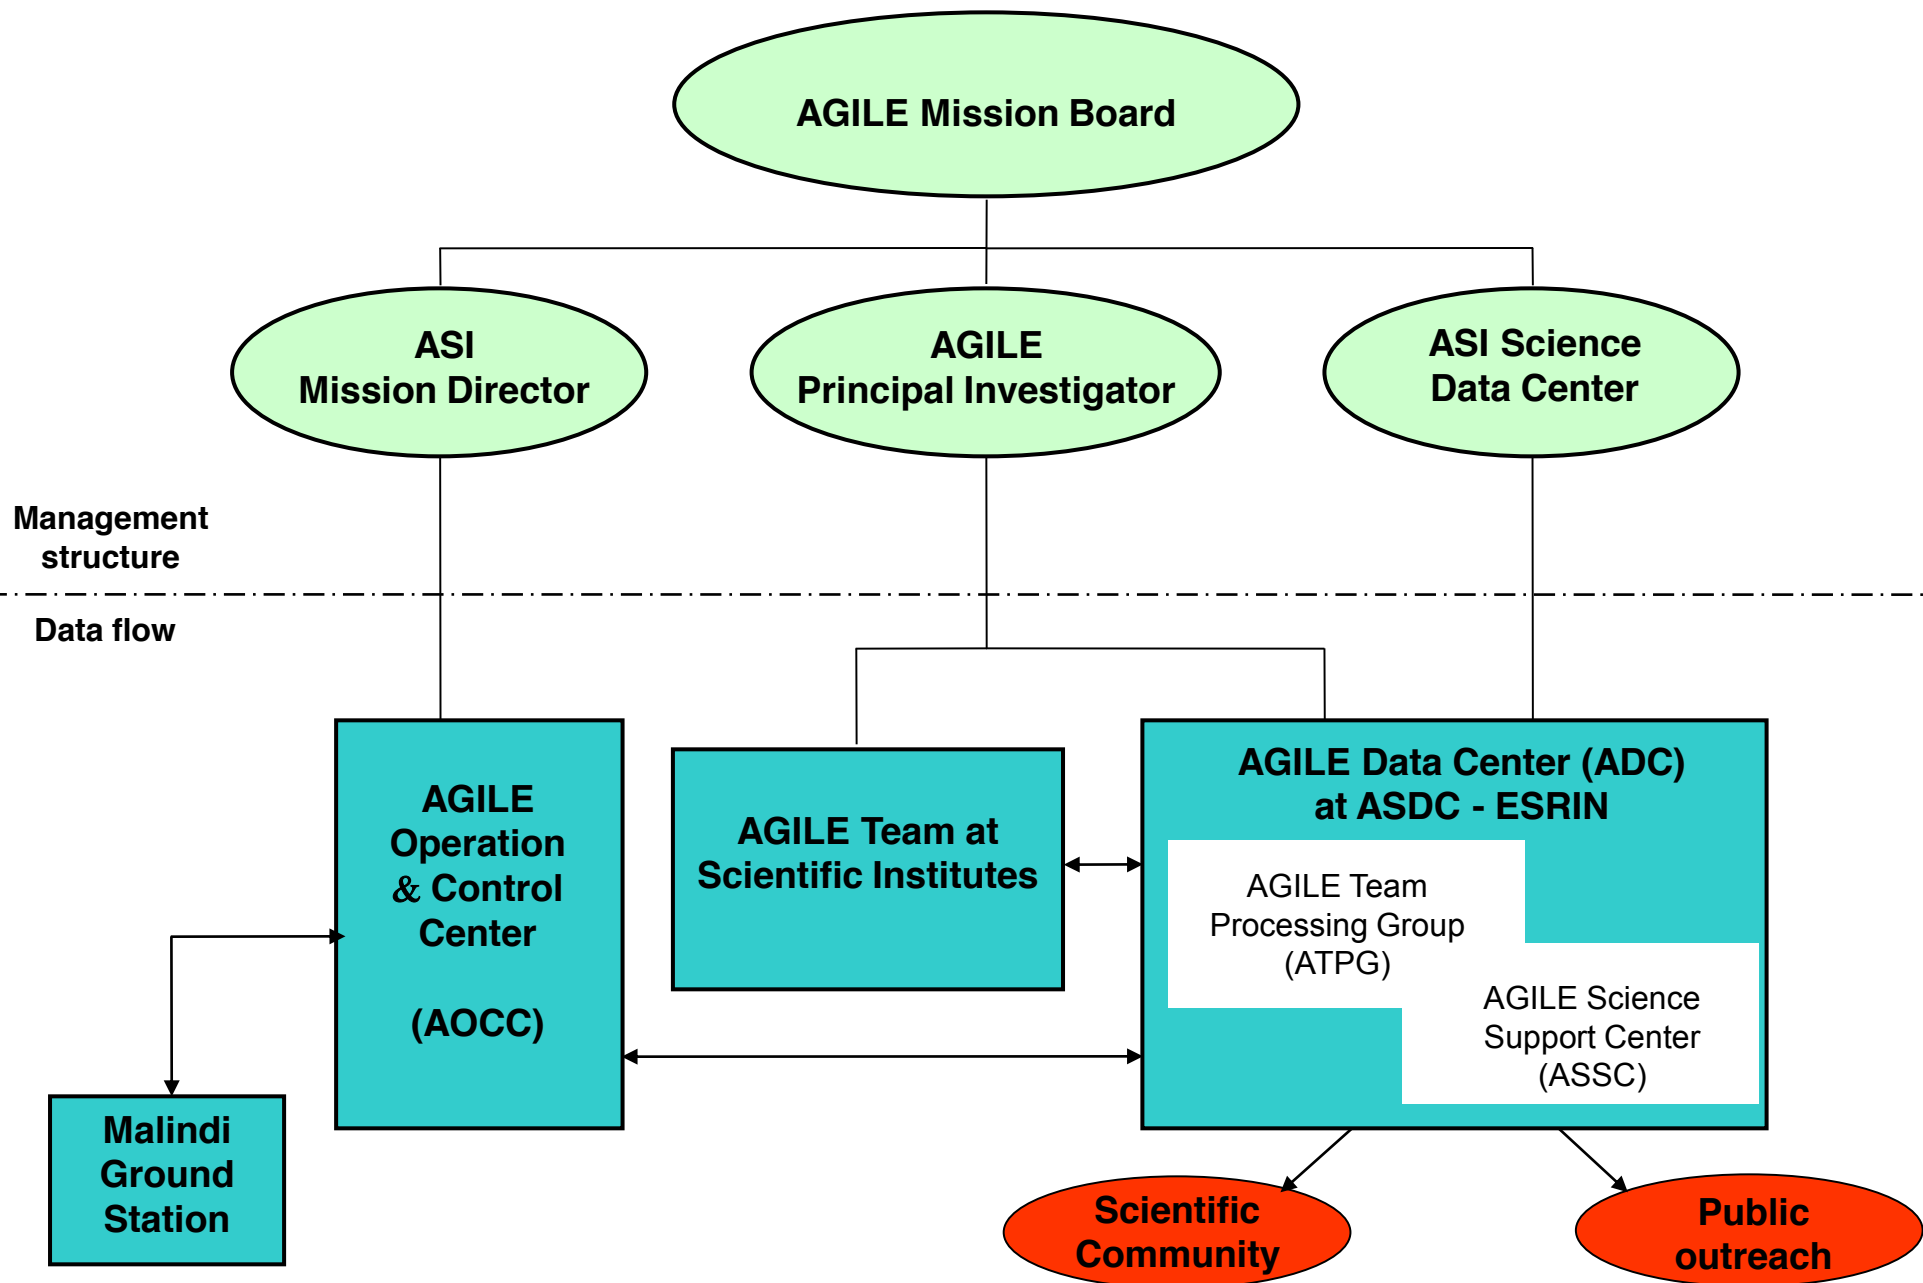 AGILE Mission Board
ASI
Mission Director
AGILE
Principal Investigator
ASI Science
Data Center
Management
structure
Data flow
AGILE
Operation
& Control
Center
(AOCC)
AGILE Team at
Scientific Institutes
AGILE Data Center (ADC)
at ASDC - ESRIN
AGILE Team
Processing Group
(ATPG)
AGILE Science
Support Center
(ASSC)
Malindi
Ground
Station
Scientific
Community
Public
outreach